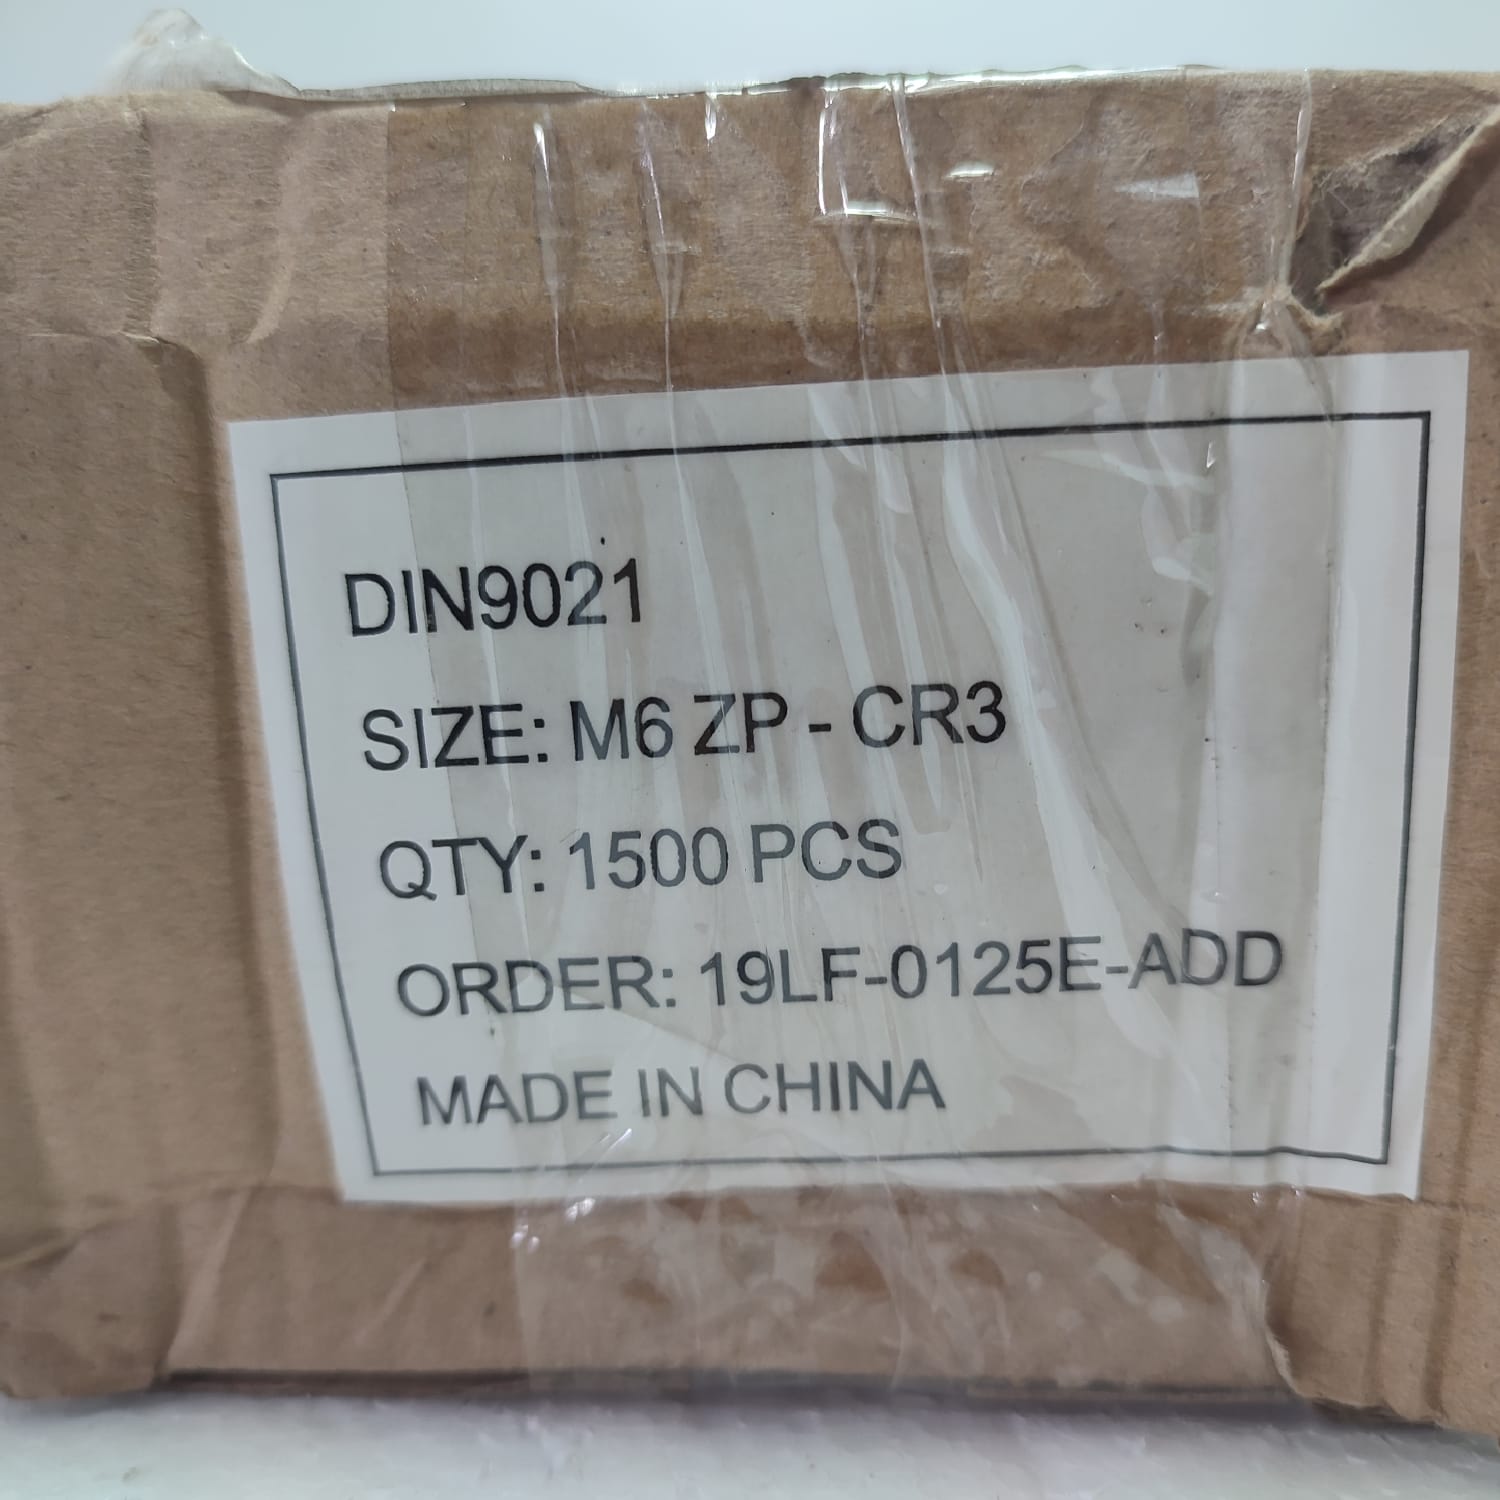 DIN9021
SIZE: M6 ZP - CR3
QTY: 1500 PCS
ORDER: 19LF-0125E-ADD
MADE IN CHINA